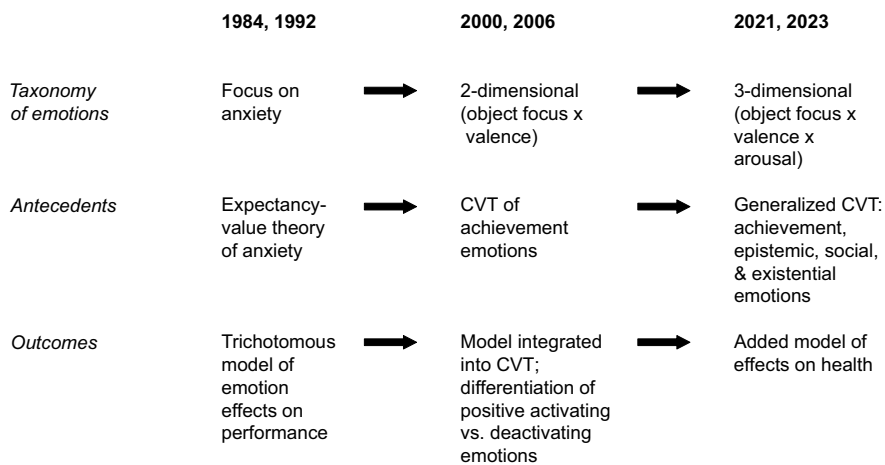 1984, 1992
2000, 2006
2021, 2023
Taxonomy
of emotions
Focus on
anxiety
2-dimensional
(object focus x
valence)
3-dimensional
(object focus x
valence x
arousal)
Antecedents
Expectancy-
value theory
of anxiety
CVT of
achievement
emotions
Generalized CVT:
achievement,
epistemic, social,
& existential
emotions
Outcomes
Trichotomous
model of
emotion
effects on
performance
Model integrated
into CVT;
differentiation of
positive activating
vs. deactivating
emotions
Added model of
effects on health